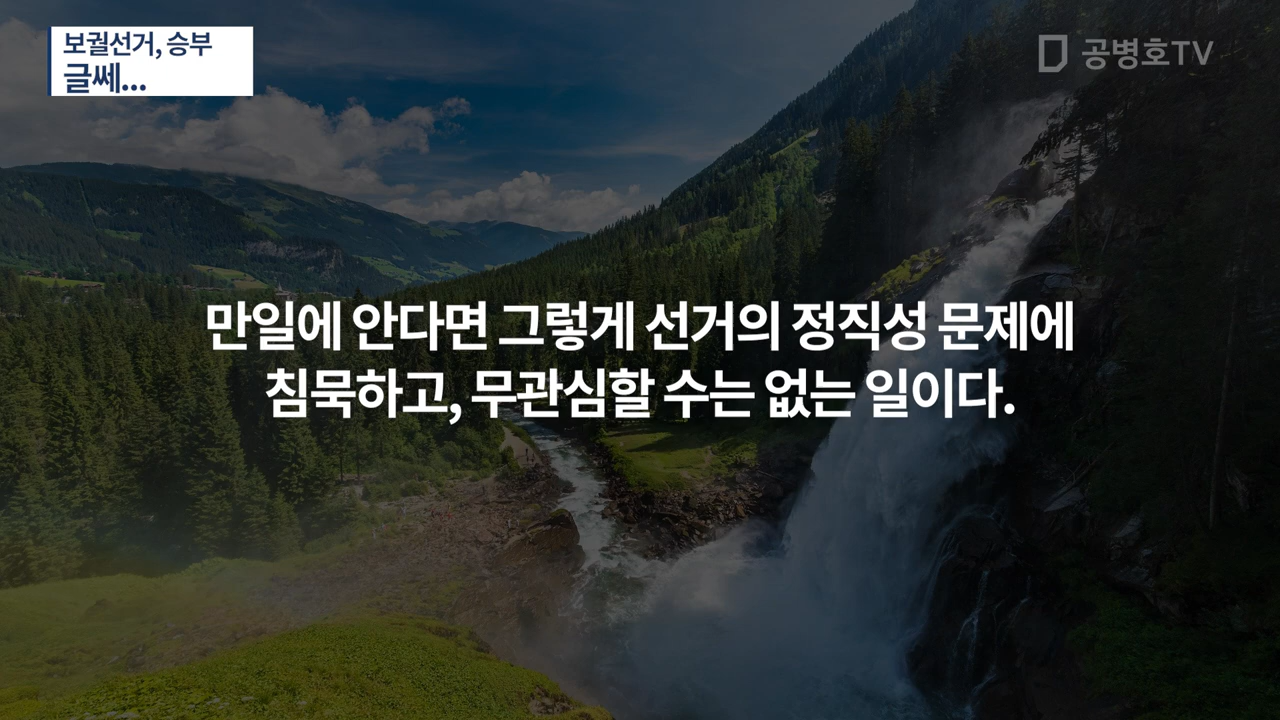 보궐선거, 승부
글쎄...
공병호TV
만일에 안다면 그렇게 선거의 정직성 문제에
침묵하고, 무관심할 수는 없는 일이다.